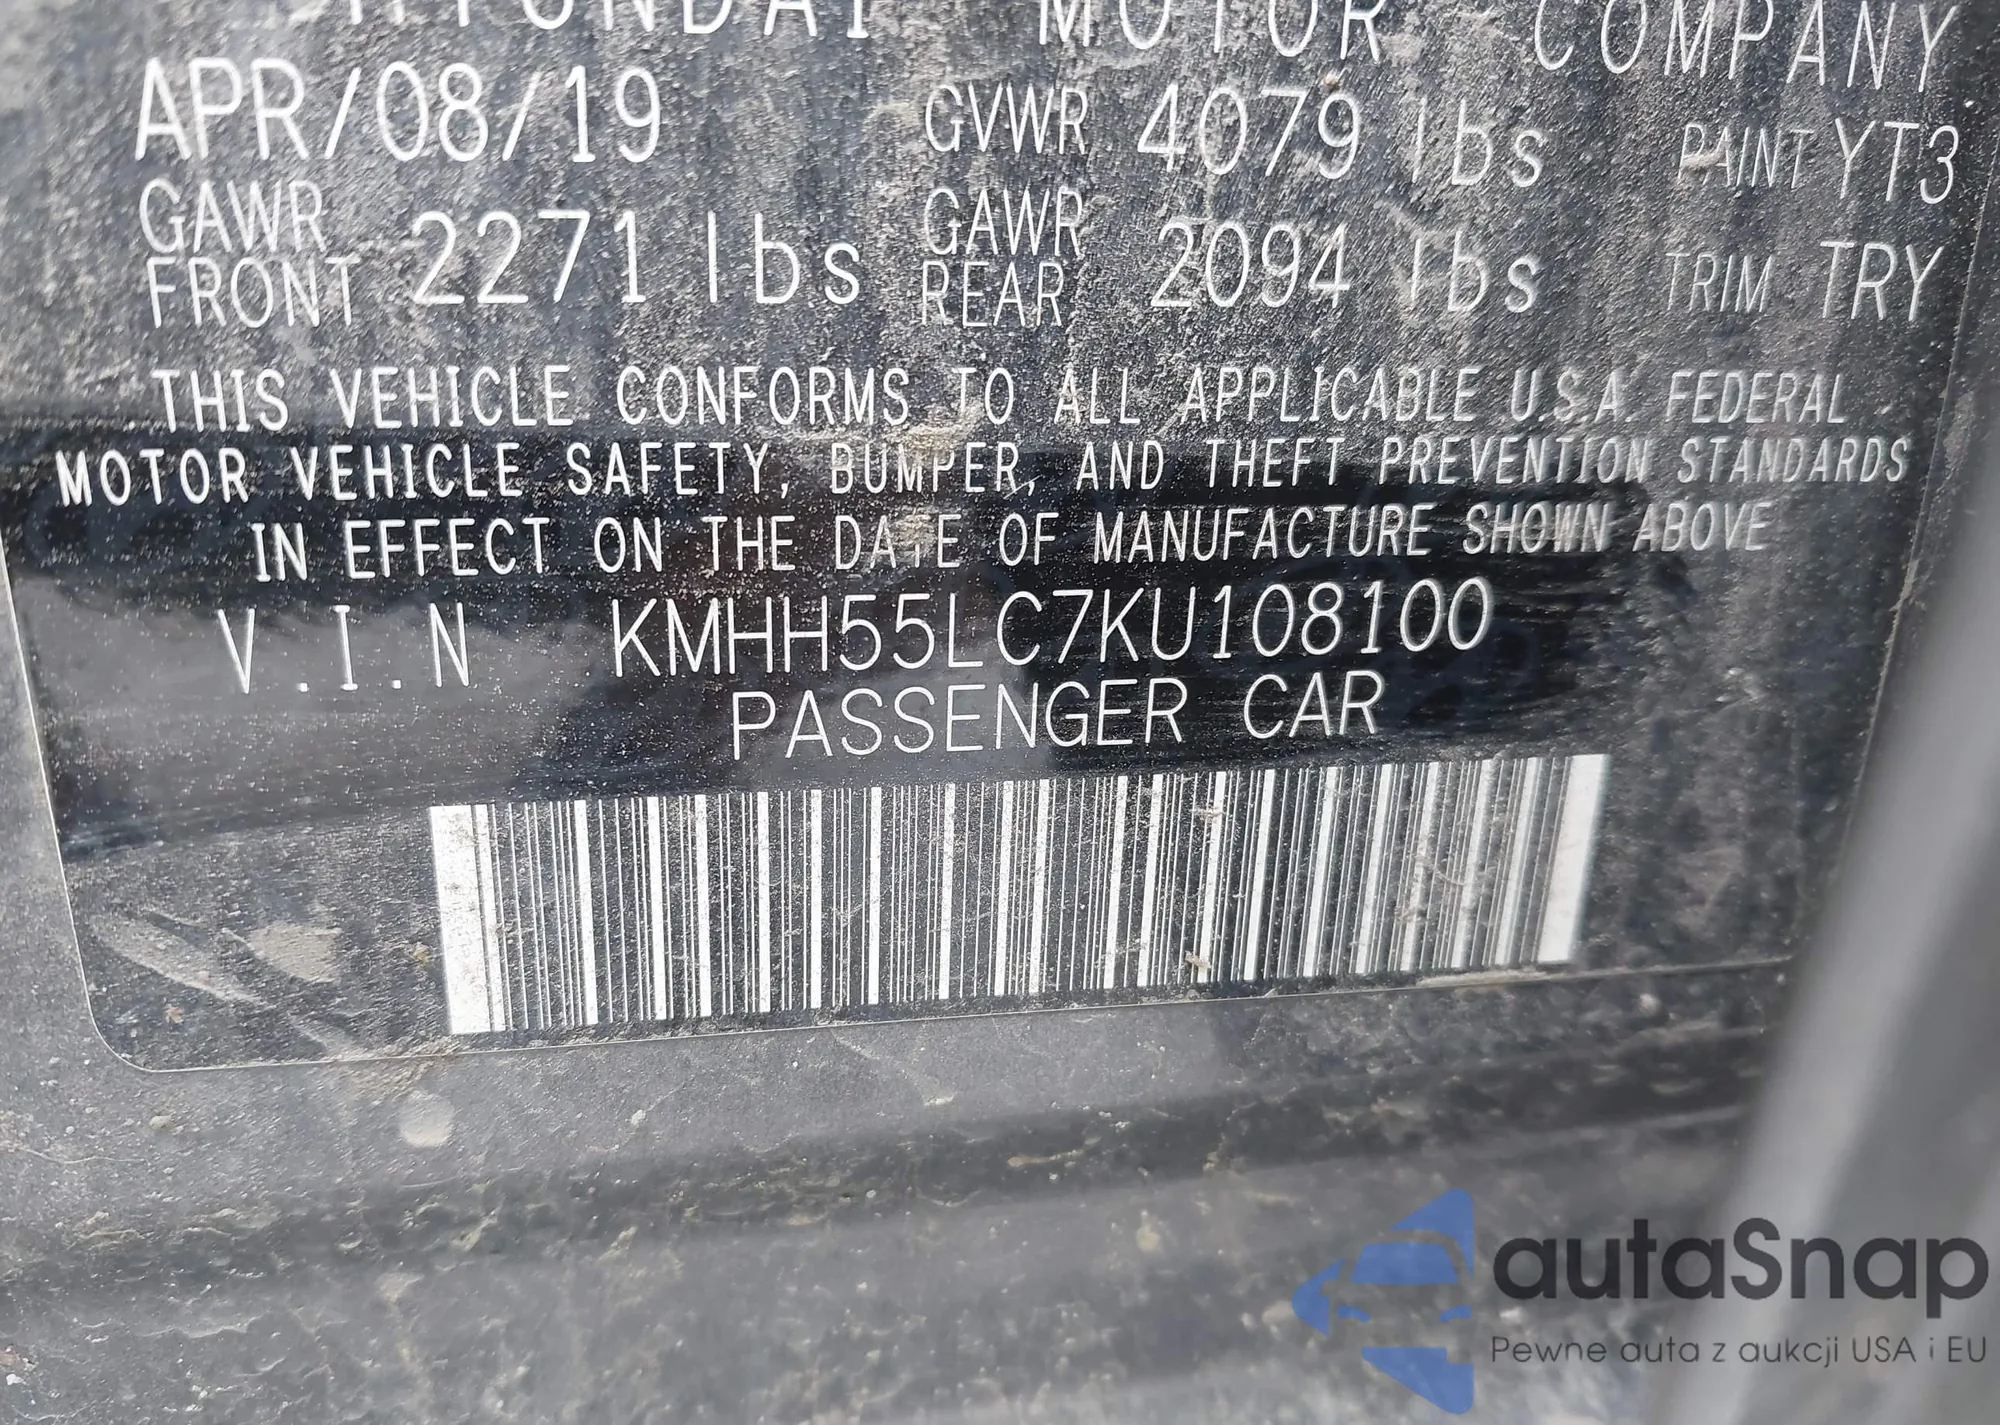 HYUNDAI MOTOR COMPANY
APR/08/19 GVWR 4079 lbs PAINT YT3
GAWR FRONT 2271 lbs GAWR REAR 2094 lbs TRIM TRY
THIS VEHICLE CONFORMS TO ALL APPLICABLE U.S.A. FEDERAL
MOTOR VEHICLE SAFETY, BUMPER, AND THEFT PREVENTION STANDARDS
IN EFFECT ON THE DATE OF MANUFACTURE SHOWN ABOVE
V.I.N KMHH55LC7KU108100
PASSENGER CAR
autaSnap
Pewne auta z aukcji USA i EU